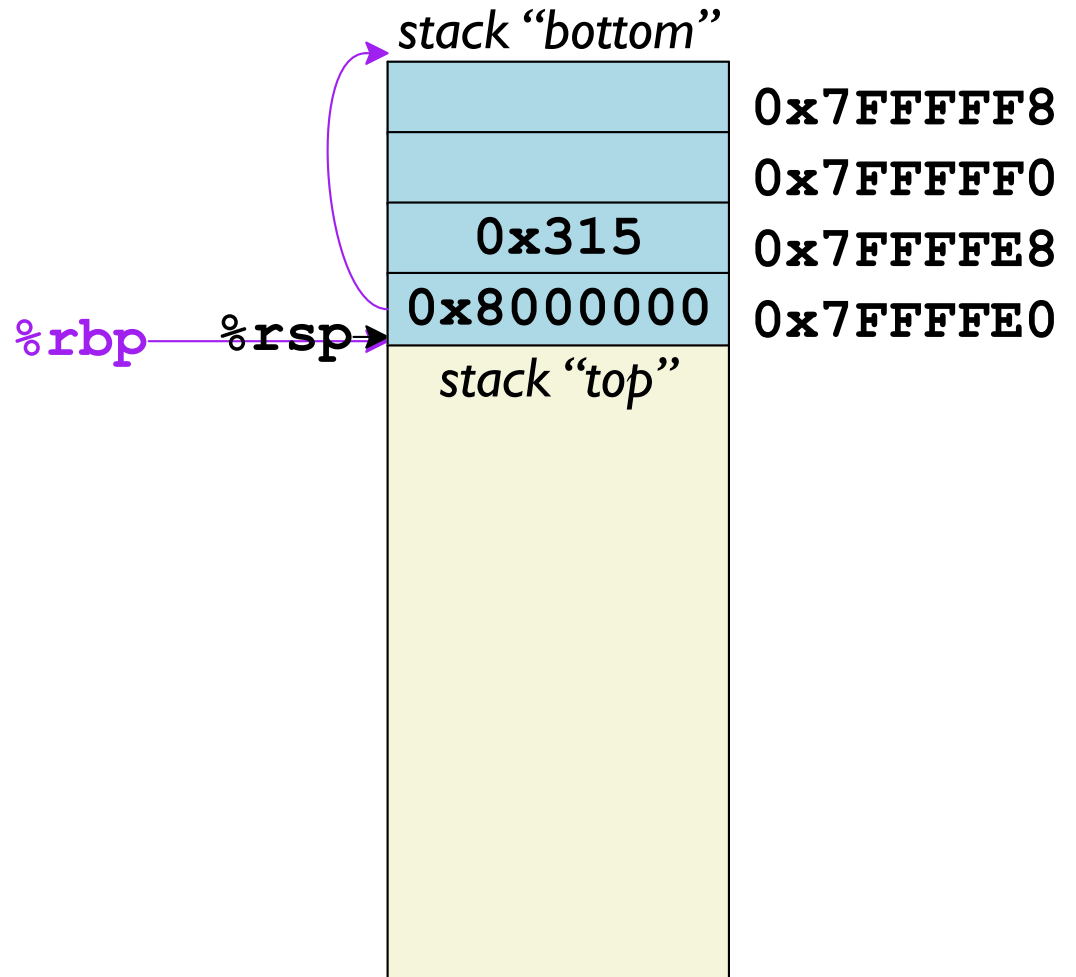 stack “bottom”
0x7FFFFF8
0x7FFFFF0
0x315 0x7FFFFE8
0x8000000 0x7FFFFE0
%rbp %rsp
stack “top”